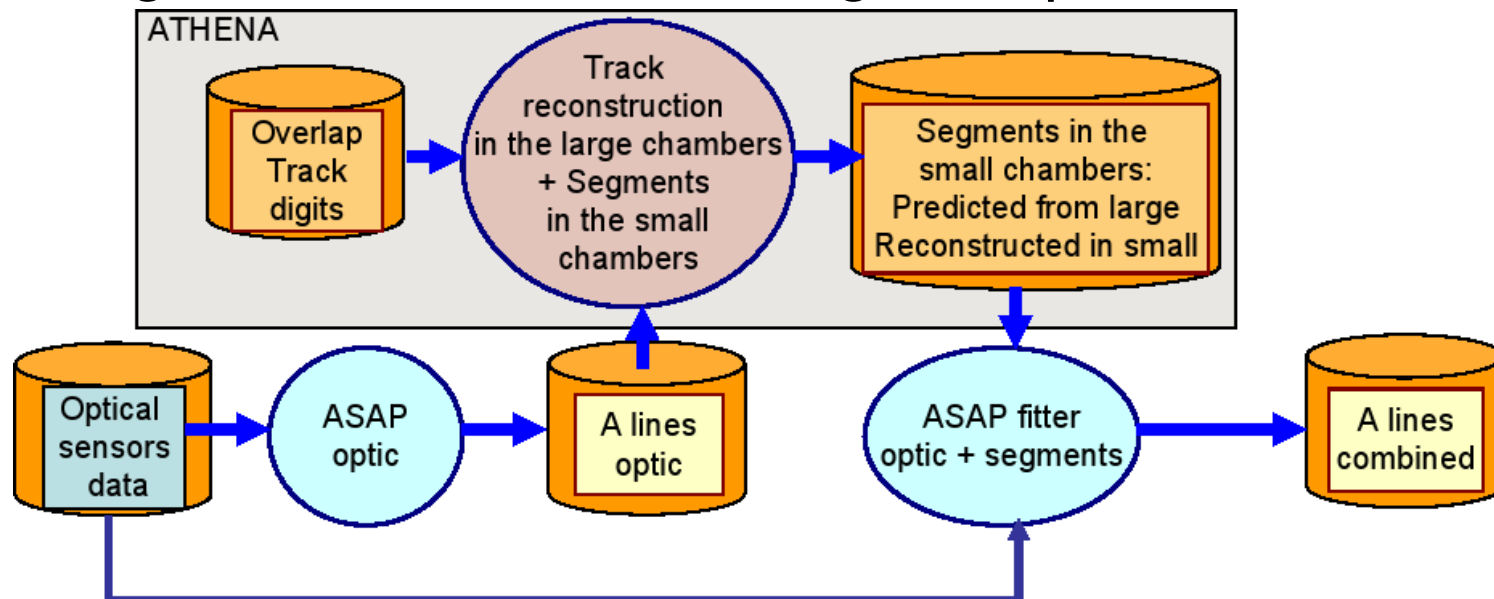 ATHENA
Overlap
Track
digits
Track
reconstruction
in the large chambers
+ Segments
in the small
chambers
Segments in the
small chambers:
Predicted from large
Reconstructed in small
Optical
sensors
data
ASAP
optic
A lines
optic
ASAP fitter
optic + segments
A lines
combined